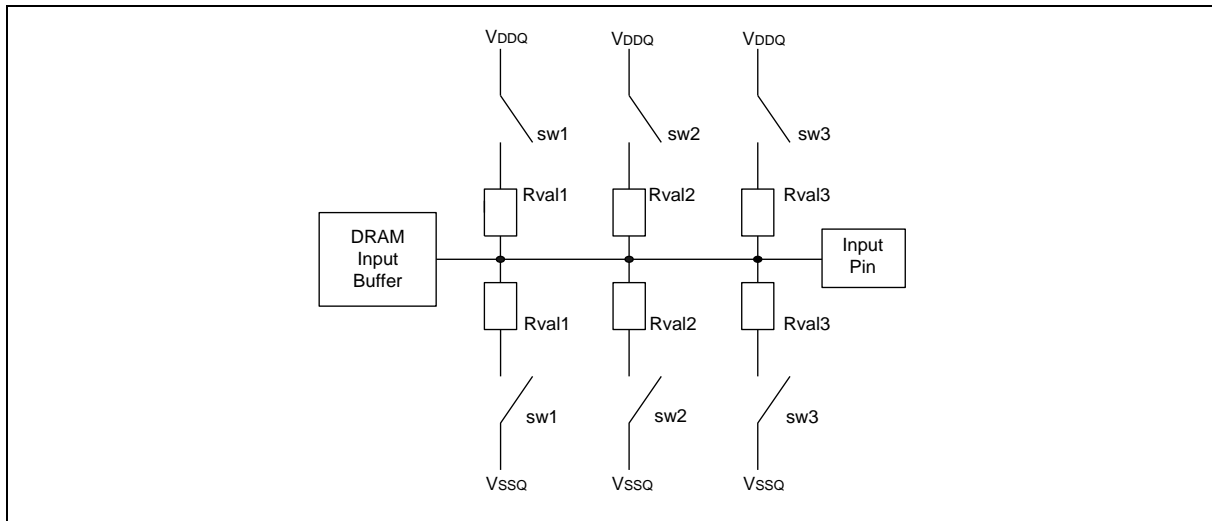 VDDQ VDDQ VDDQ
sw1 sw2 sw3
Rval1 Rval2 Rval3
DRAM
Input
Buffer
Input
Pin
Rval1 Rval2 Rval3
sw1 sw2 sw3
VSSQ VSSQ VSSQ